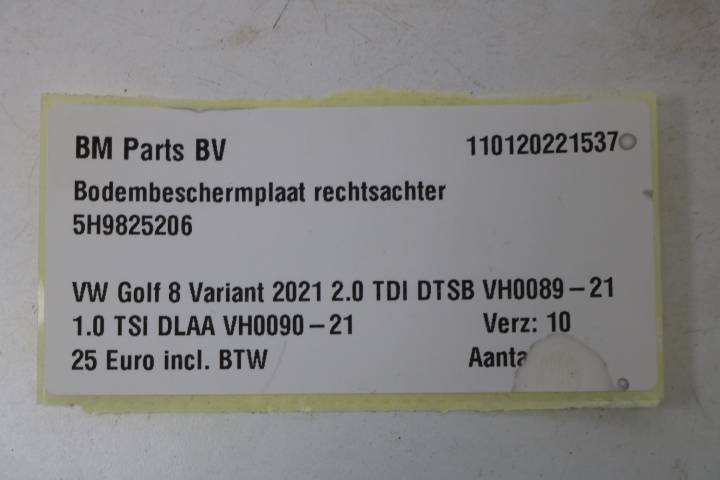 BM Parts BV 110120221537
Bodembeschermplaat rechtsachter
5H9825206
VW Golf 8 Variant 2021 2.0 TDI DTSB VH0089-21
1.0 TSI DLAA VH0090-21 Verz: 10
25 Euro incl. BTW